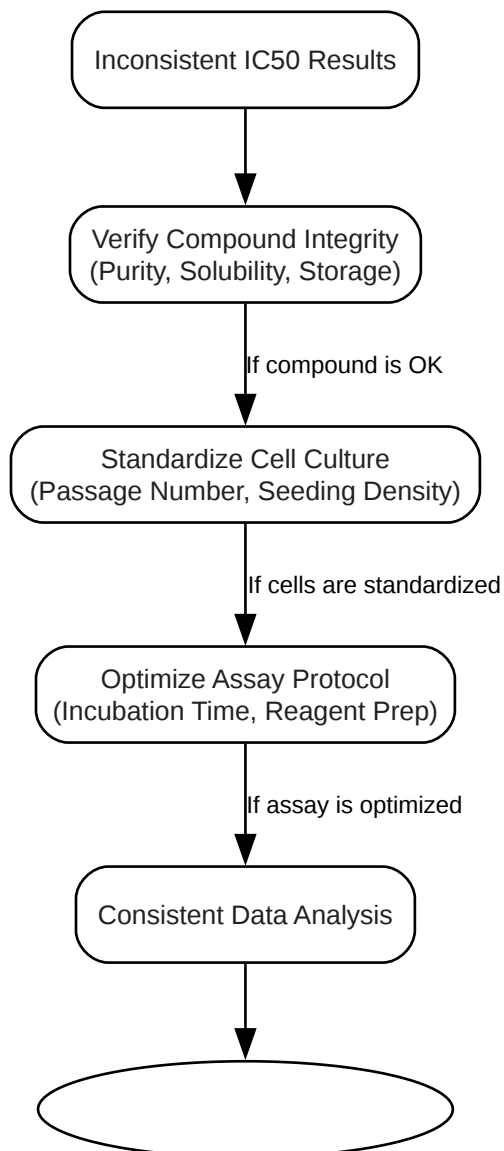 Inconsistent IC50 Results
Verify Compound Integrity
(Purity, Solubility, Storage)
If compound is OK
Standardize Cell Culture
(Passage Number, Seeding Density)
If cells are standardized
Optimize Assay Protocol
(Incubation Time, Reagent Prep)
If assay is optimized
Consistent Data Analysis